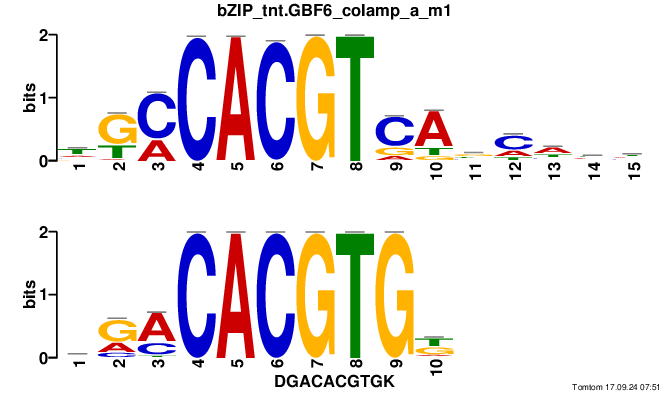 bZIP_tnt.GBF6_colamp_a_m1
2
1
0
bits
1 2 3 4 5 6 7 8 9 10 11 12 13 14 15
T G T C A C A C G T C G A A T G C A A
2
1
0
bits
1 2 3 4 5 6 7 8 9 10
G A C A C C A C G T G T G
DGACACGTGK
Tomtom 17.09.24 07:51